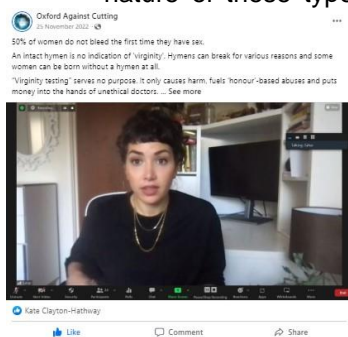 nature of these typ
Oxford Against Cutting
25 November 2022
50% of women do not bleed the first time they have sex.
An intact hymen is no indication of 'virginity'. Hymens can break for various reasons and some
women can be born without a hymen at all.
"Virginity testing" serves no purpose. It only causes harm, fuels 'honour'-based abuses and puts
money into the hands of unethical doctors. ... See more
Kate Clayton-Hathway
Like
Comment
Share